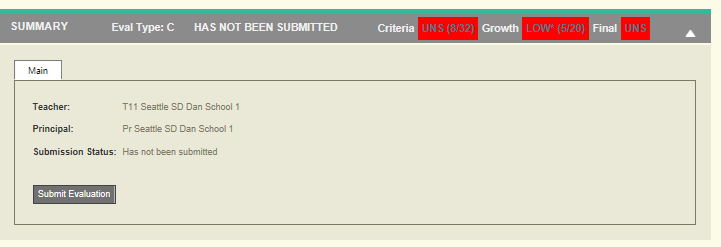 SUMMARY Eval Type: C HAS NOT BEEN SUBMITTED Criteria UNS (8/32) Growth LOW* (5/20) Final UNS
Main
Teacher: T11 Seattle SD Dan School 1
Principal: Pr Seattle SD Dan School 1
Submission Status: Has not been submitted
Submit Evaluation